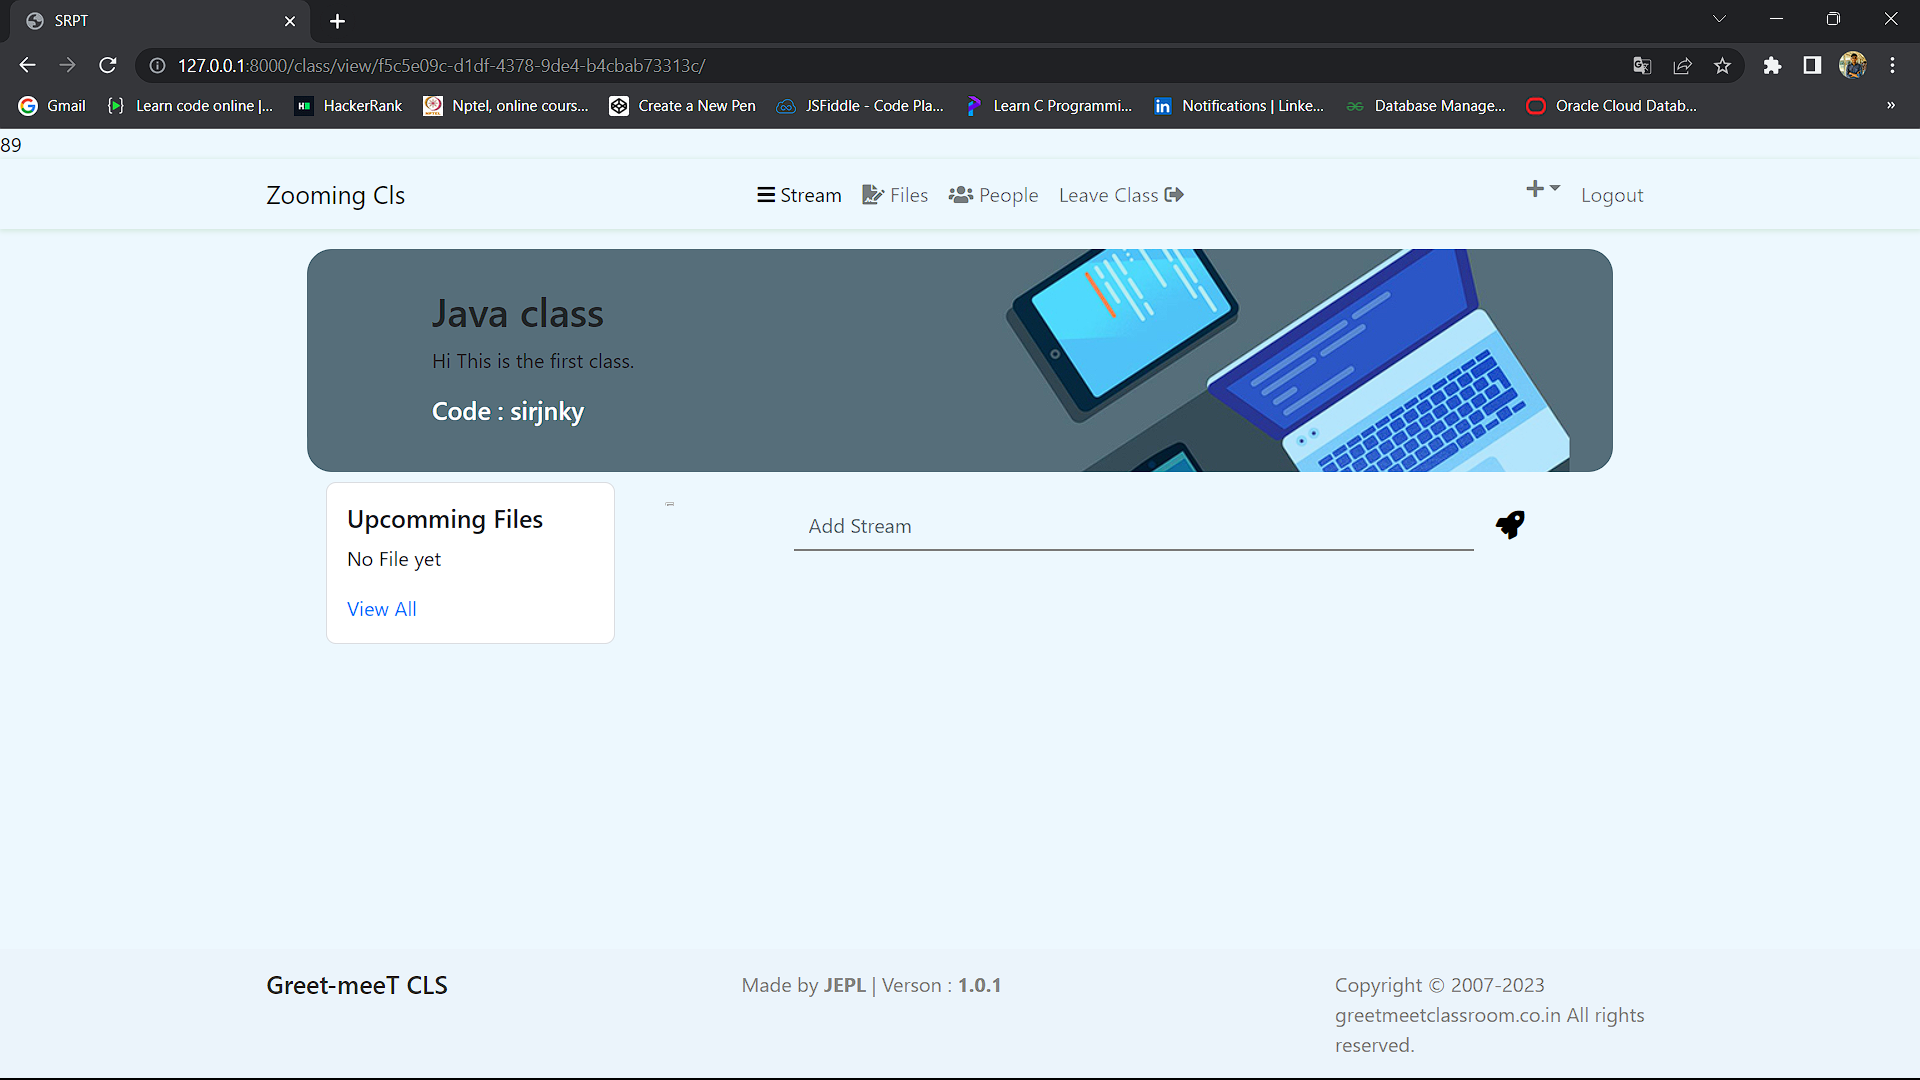 SRPT
127.0.0.1:8000/class/view/f5c5e09c-d1df-4378-9de4-b4cbab73313c/
Gmail
Learn code online |...
HackerRank
Nptel, online cours...
Create a New Pen
JSFiddle - Code Pla...
Learn C Programmi...
Notifications | Linke...
Database Manage...
Oracle Cloud Datab...
»
89
Zooming Cls
Stream
Files
People
Leave Class
Logout
Java class
Hi This is the first class.
Code : sirjnky
Upcomming Files
No File yet
View All
Add Stream
Greet-meeT CLS
Made by JEPL | Verson : 1.0.1
Copyright © 2007-2023
greetmeetclassroom.co.in All rights
reserved.